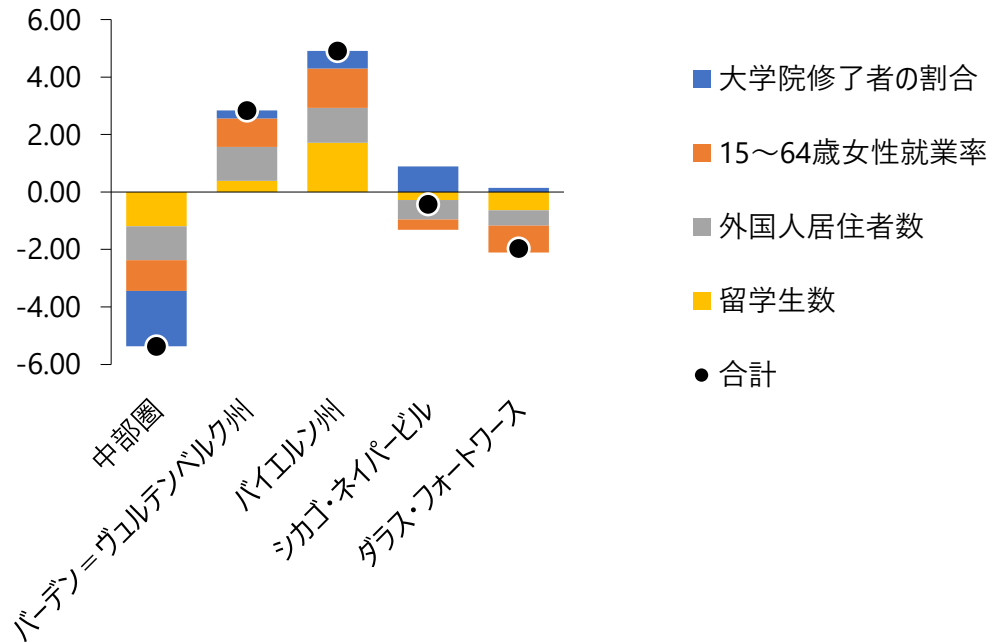 6.00
4.00
2.00
0.00
-2.00
-4.00
-6.00
中部圏
バーデン＝ヴュルテンベルク州
バイエルン州
シカゴ・ネイパービル
ダラス・フォートワース
大学院修了者の割合
15～64歳女性就業率
外国人居住者数
留学生数
合計